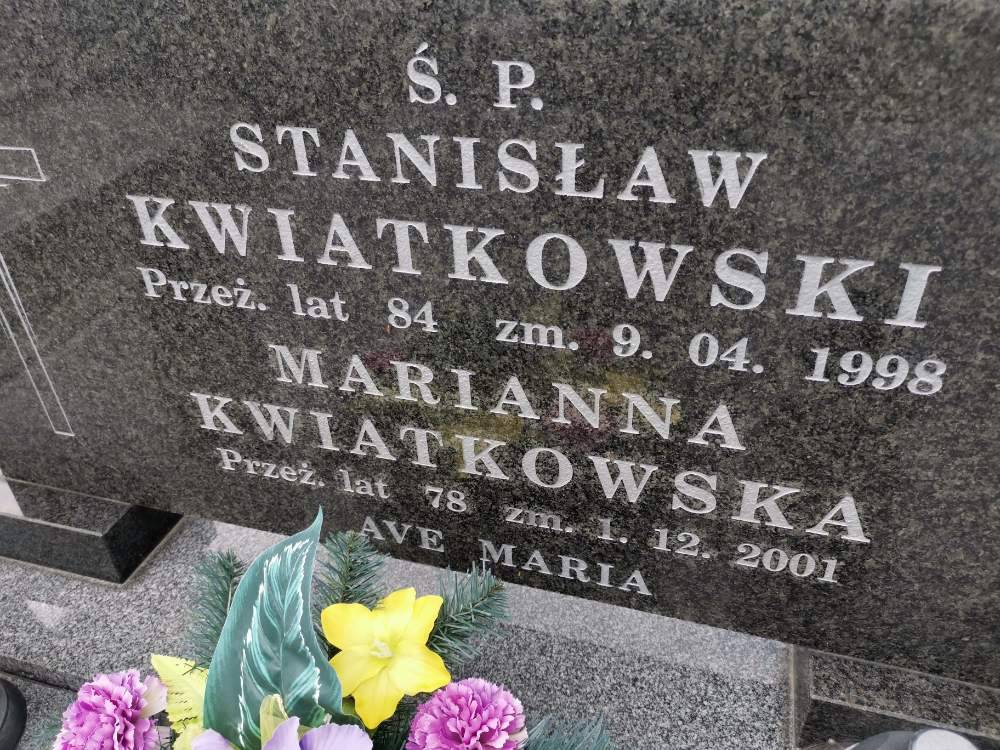 Ś. P.
STANISŁAW
KWIATKOWSKI
Przeż. lat 84 zm. 9. 04. 1998
MARIANNA
KWIATKOWSKA
Przeż. lat 78 zm. 1. 12. 2001
AVE MARIA